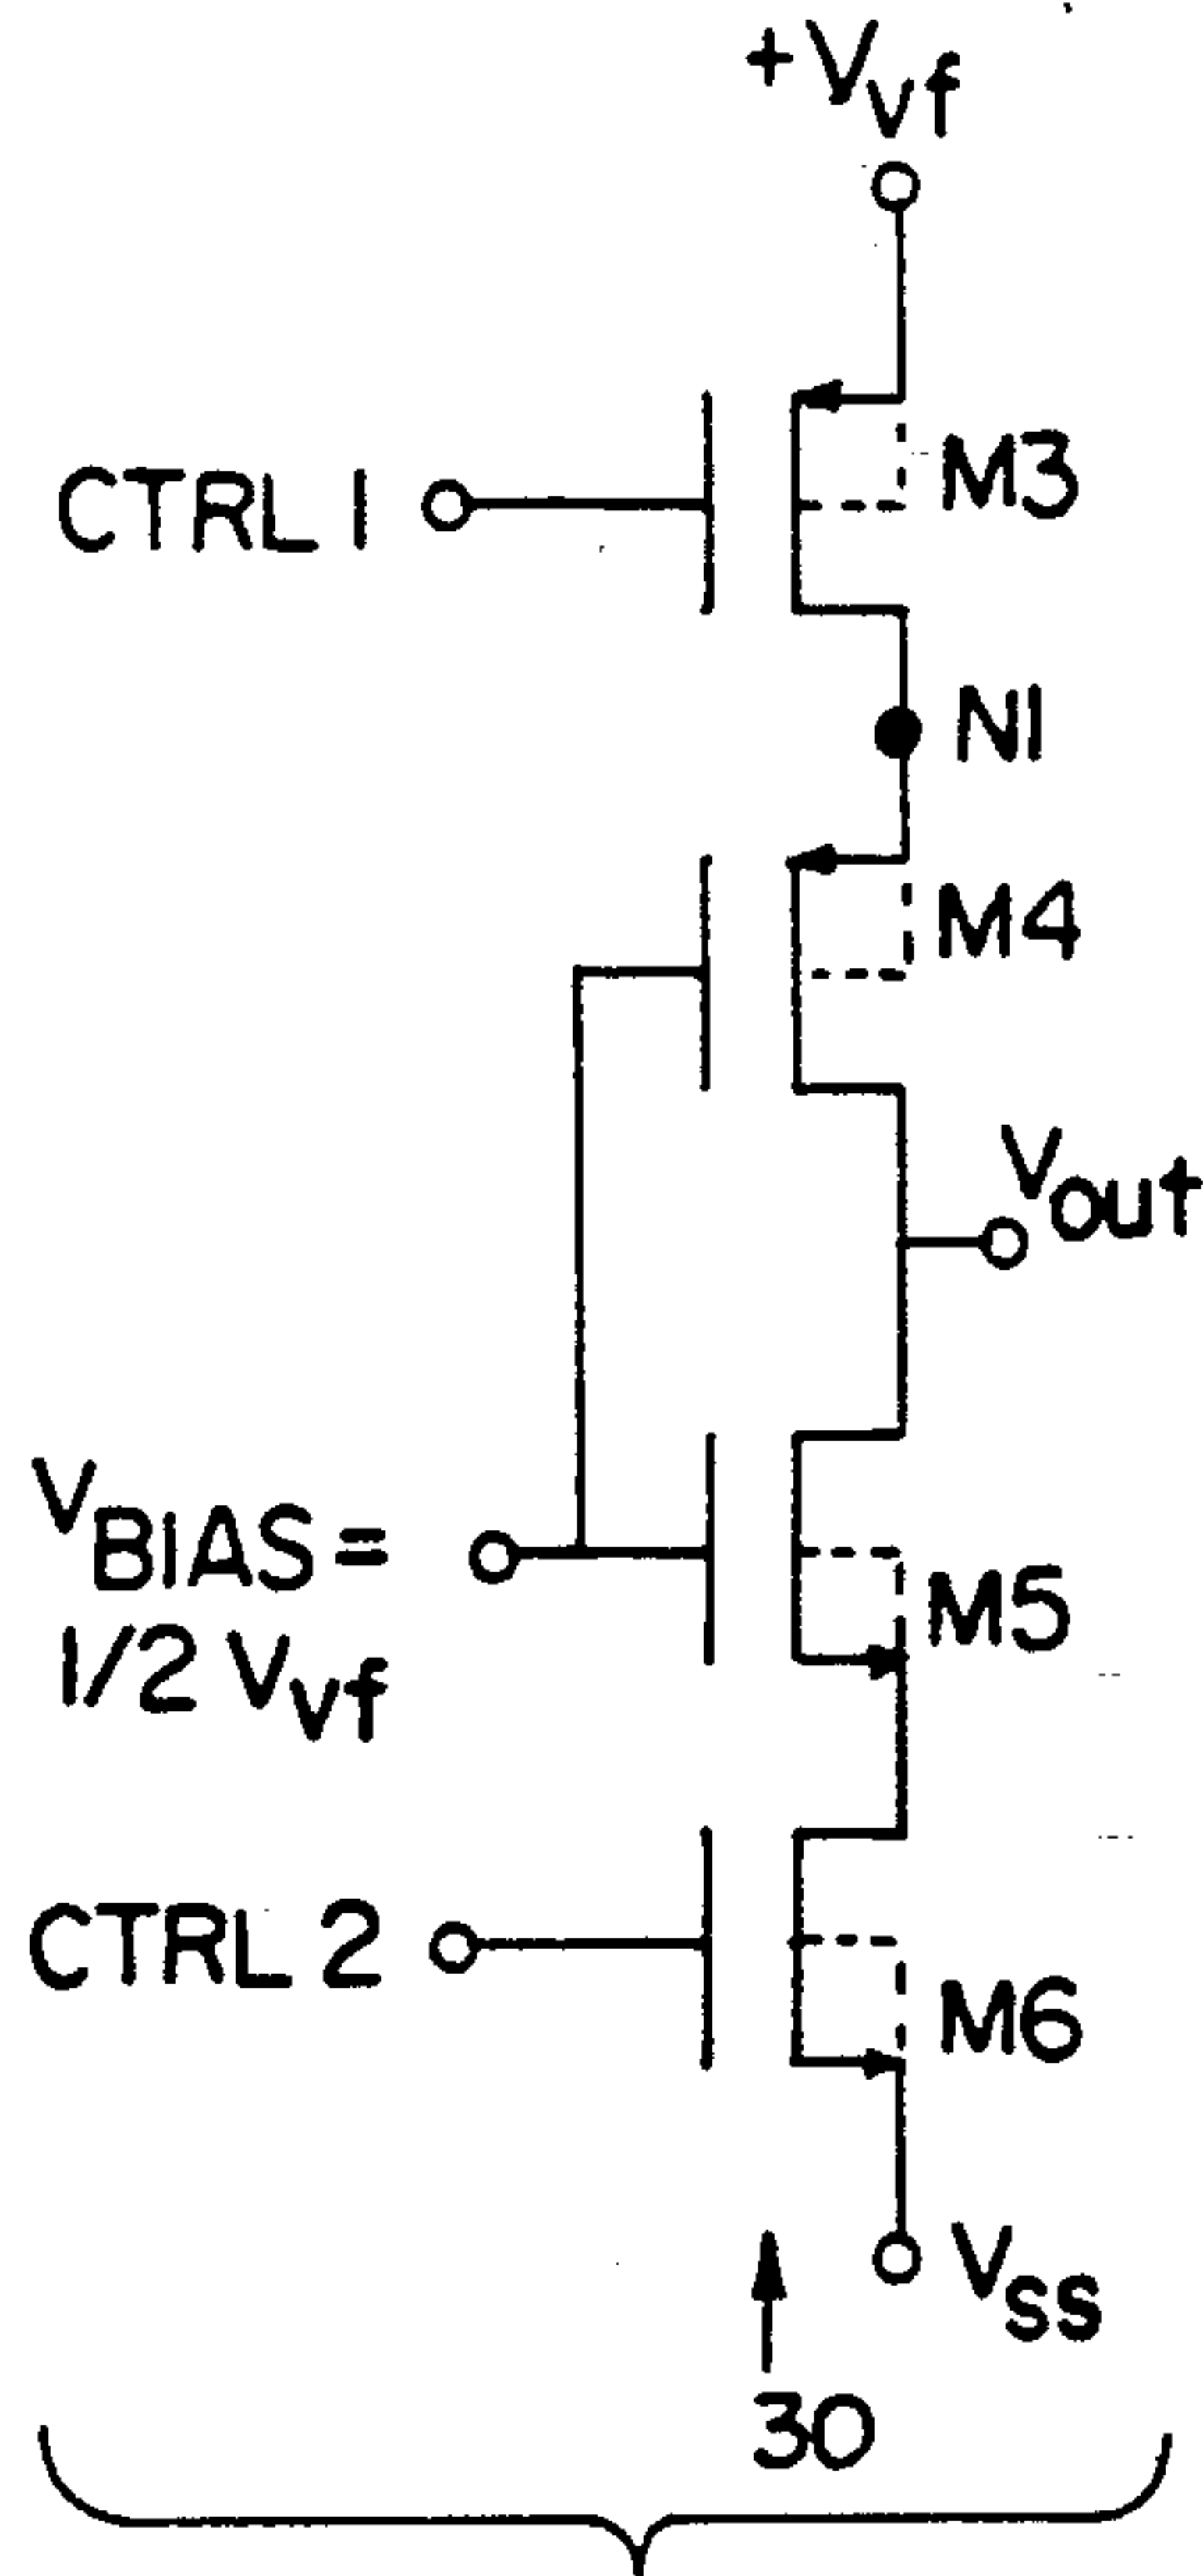 +Vvf
CTRL 1
M3
N1
M4
Vout
VBIAS =
1/2 Vvf
M5
CTRL 2
M6
VSS
30